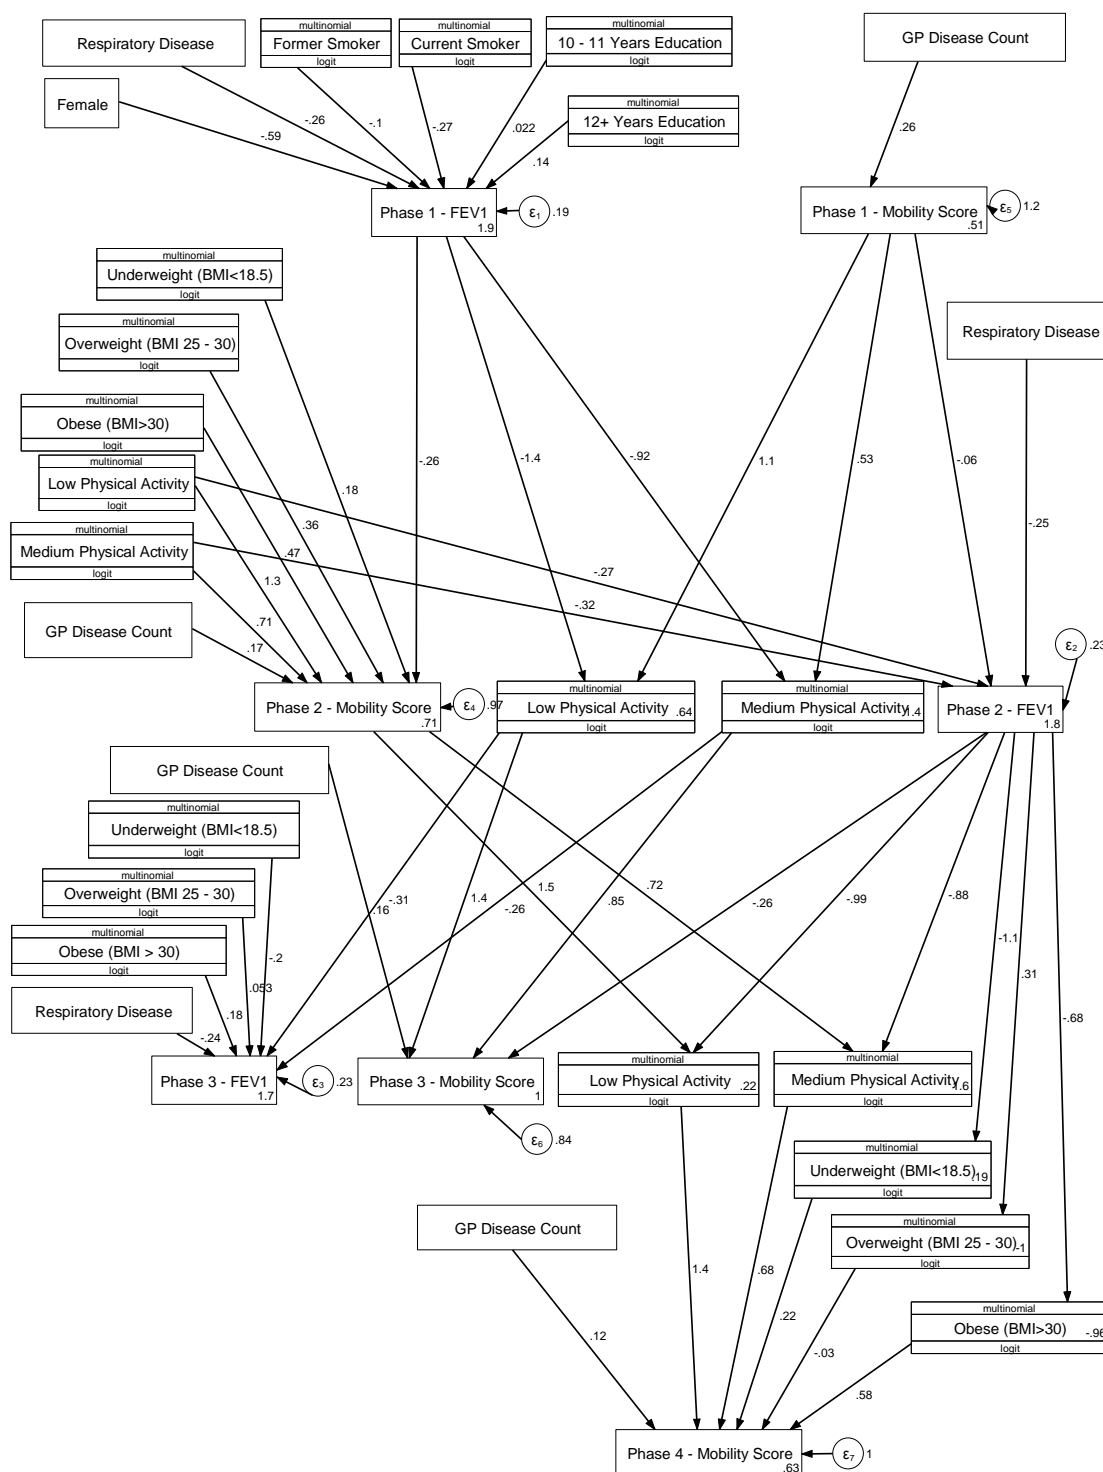 multinomial
Former Smoker
logit
multinomial
Current Smoker
logit
multinomial
10 - 11 Years Education
logit
Respiratory Disease
GP Disease Count
Female
multinomial
12+ Years Education
logit
-.59
-.26
-.1
-.27
.022
.14
.26
Phase 1 - FEV1
1.9
ε1
.19
Phase 1 - Mobility Score
.51
ε5
1.2
multinomial
Underweight (BMI<18.5)
logit
multinomial
Overweight (BMI 25 - 30)
logit
Respiratory Disease
multinomial
Obese (BMI>30)
logit
multinomial
Low Physical Activity
logit
multinomial
Medium Physical Activity
logit
GP Disease Count
-.26
-1.4
-.92
1.1
.53
-.06
-.25
.18
.36
.47
1.3
.71
.17
-.27
-.32
Phase 2 - Mobility Score
.71
ε4
.97
multinomial
Low Physical Activity
.64
logit
multinomial
Medium Physical Activity
1.4
logit
Phase 2 - FEV1
1.8
ε2
.23
GP Disease Count
multinomial
Underweight (BMI<18.5)
logit
multinomial
Overweight (BMI 25 - 30)
logit
multinomial
Obese (BMI > 30)
logit
Respiratory Disease
.16
-.31
1.4
-.26
1.5
.85
.72
-.26
-.99
-.88
-1.1
.31
-.68
-.2
.053
.18
-.24
Phase 3 - FEV1
1.7
ε3
.23
Phase 3 - Mobility Score
1
ε6
.84
multinomial
Low Physical Activity
.22
logit
multinomial
Medium Physical Activity
1.6
logit
multinomial
Underweight (BMI<18.5)
.19
logit
GP Disease Count
multinomial
Overweight (BMI 25 - 30)
-1
logit
multinomial
Obese (BMI>30)
-.96
logit
.12
1.4
.68
.22
-.03
.58
Phase 4 - Mobility Score
.63
ε7
1